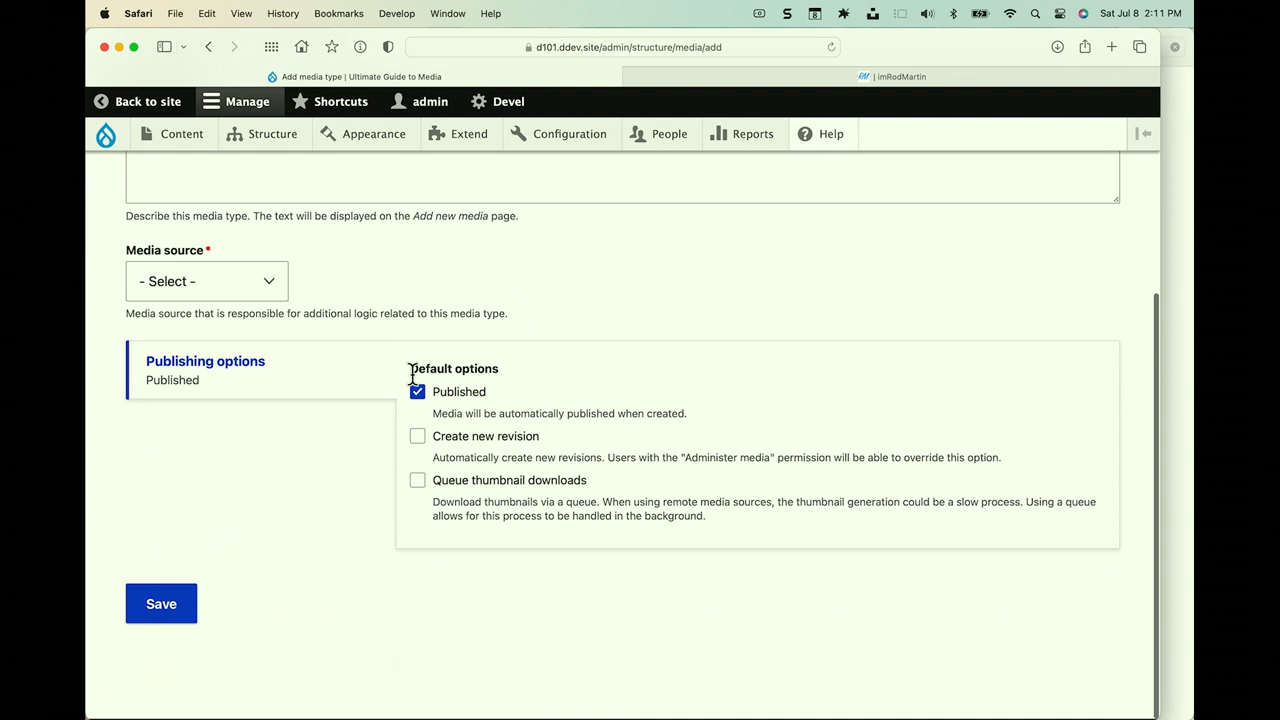 Safari File Edit View History Bookmarks Develop Window Help Sat Jul 8 2:11 PM
d101.ddev.site/admin/structure/media/add
Add media type | Ultimate Guide to Media | imRodMartin
Back to site Manage Shortcuts admin Devel
Content Structure Appearance Extend Configuration People Reports Help
Describe this media type. The text will be displayed on the Add new media page.
Media source*
- Select -
Media source that is responsible for additional logic related to this media type.
Publishing options
Published
Default options
Published
Media will be automatically published when created.
Create new revision
Automatically create new revisions. Users with the "Administer media" permission will be able to override this option.
Queue thumbnail downloads
Download thumbnails via a queue. When using remote media sources, the thumbnail generation could be a slow process. Using a queue
allows for this process to be handled in the background.
Save